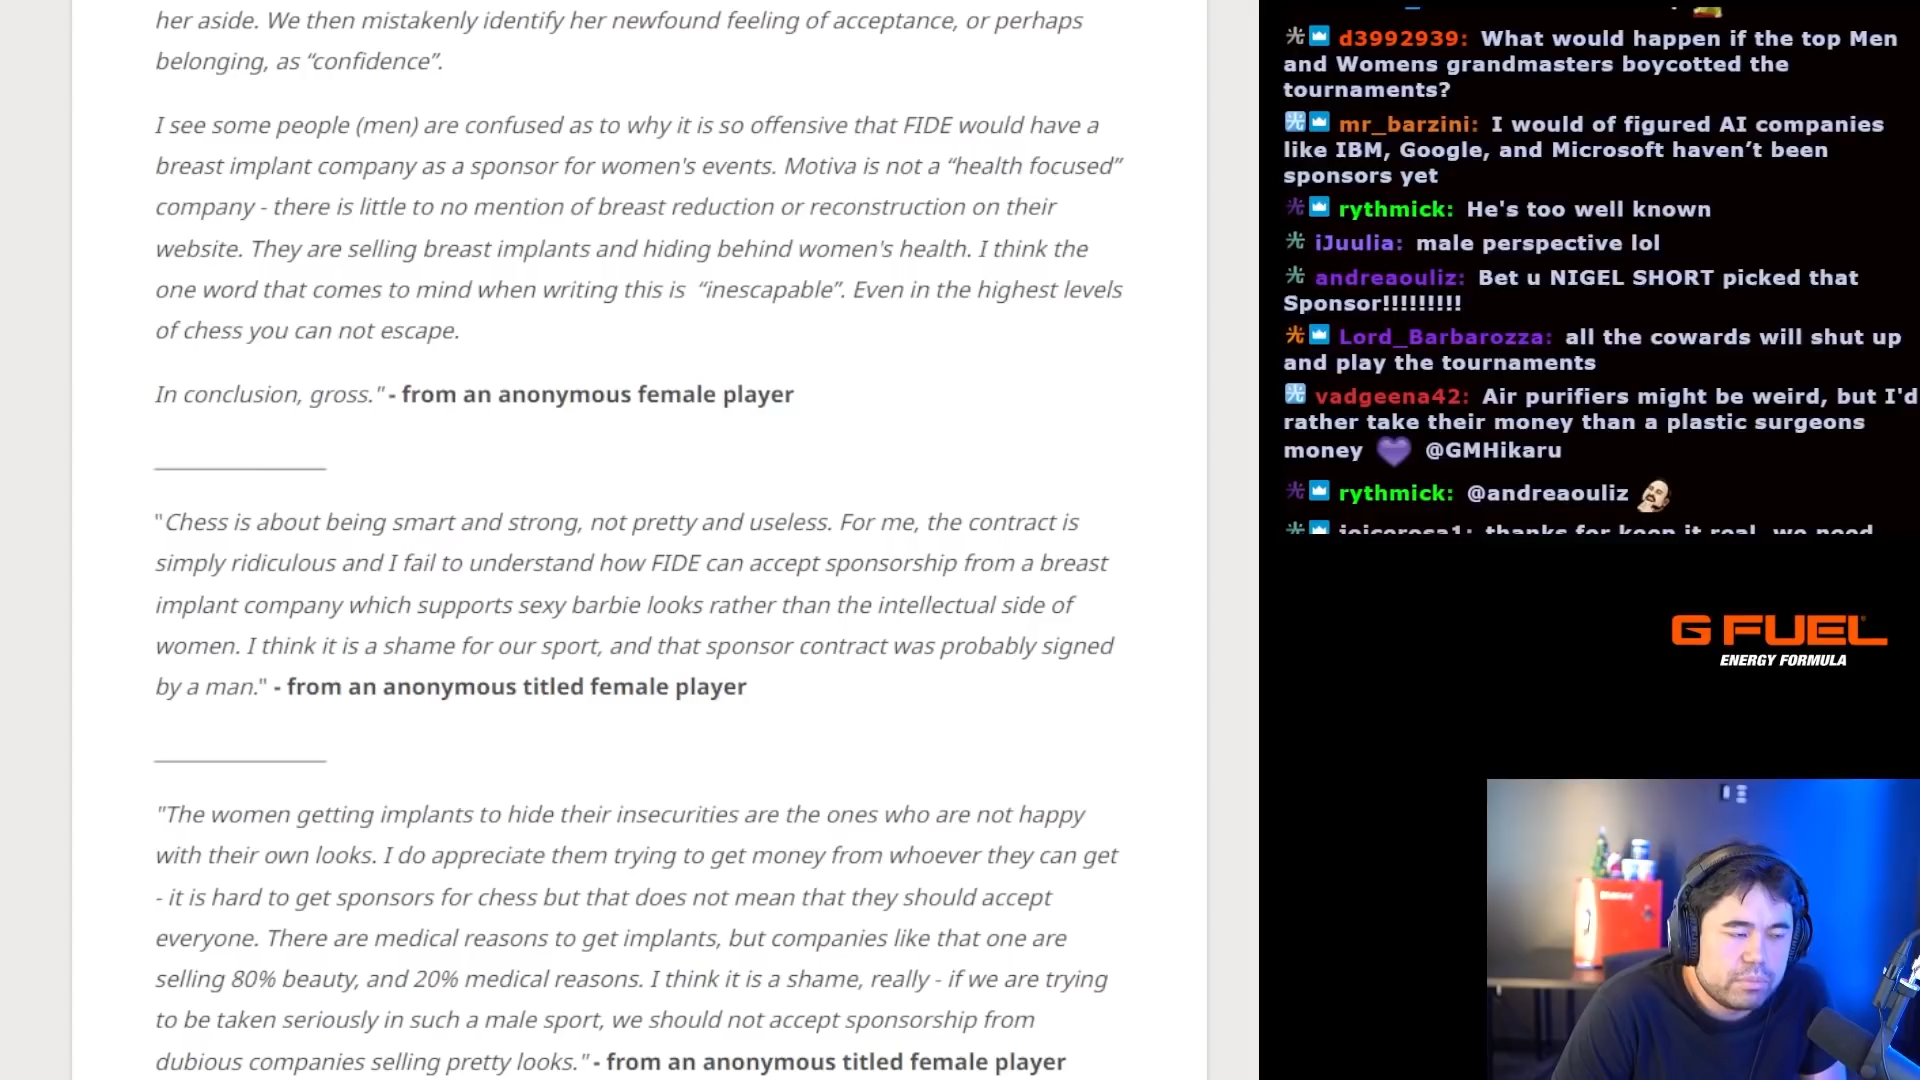 her aside. We then mistakenly identify her newfound feeling of acceptance, or perhaps
belonging, as “confidence”.
I see some people (men) are confused as to why it is so offensive that FIDE would have a
breast implant company as a sponsor for women's events. Motiva is not a “health focused”
company - there is little to no mention of breast reduction or reconstruction on their
website. They are selling breast implants and hiding behind women's health. I think the
one word that comes to mind when writing this is “inescapable”. Even in the highest levels
of chess you can not escape.
In conclusion, gross." - from an anonymous female player
"Chess is about being smart and strong, not pretty and useless. For me, the contract is
simply ridiculous and I fail to understand how FIDE can accept sponsorship from a breast
implant company which supports sexy barbie looks rather than the intellectual side of
women. I think it is a shame for our sport, and that sponsor contract was probably signed
by a man." - from an anonymous titled female player
"The women getting implants to hide their insecurities are the ones who are not happy
with their own looks. I do appreciate them trying to get money from whoever they can get
- it is hard to get sponsors for chess but that does not mean that they should accept
everyone. There are medical reasons to get implants, but companies like that one are
selling 80% beauty, and 20% medical reasons. I think it is a shame, really - if we are trying
to be taken seriously in such a male sport, we should not accept sponsorship from
dubious companies selling pretty looks." - from an anonymous titled female player
光 d3992939: What would happen if the top Men
and Womens grandmasters boycotted the
tournaments?
光 mr_barzini: I would of figured AI companies
like IBM, Google, and Microsoft haven’t been
sponsors yet
光 rythmick: He's too well known
光 iJuulia: male perspective lol
光 andreaouliz: Bet u NIGEL SHORT picked that
Sponsor!!!!!!!!!
光 Lord_Barbarozza: all the cowards will shut up
and play the tournaments
光 vadgeena42: Air purifiers might be weird, but I'd
rather take their money than a plastic surgeons
money @GMHikaru
光 rythmick: @andreaouliz
光 joicerosa1: thanks for keep it real, we need
G FUEL
ENERGY FORMULA